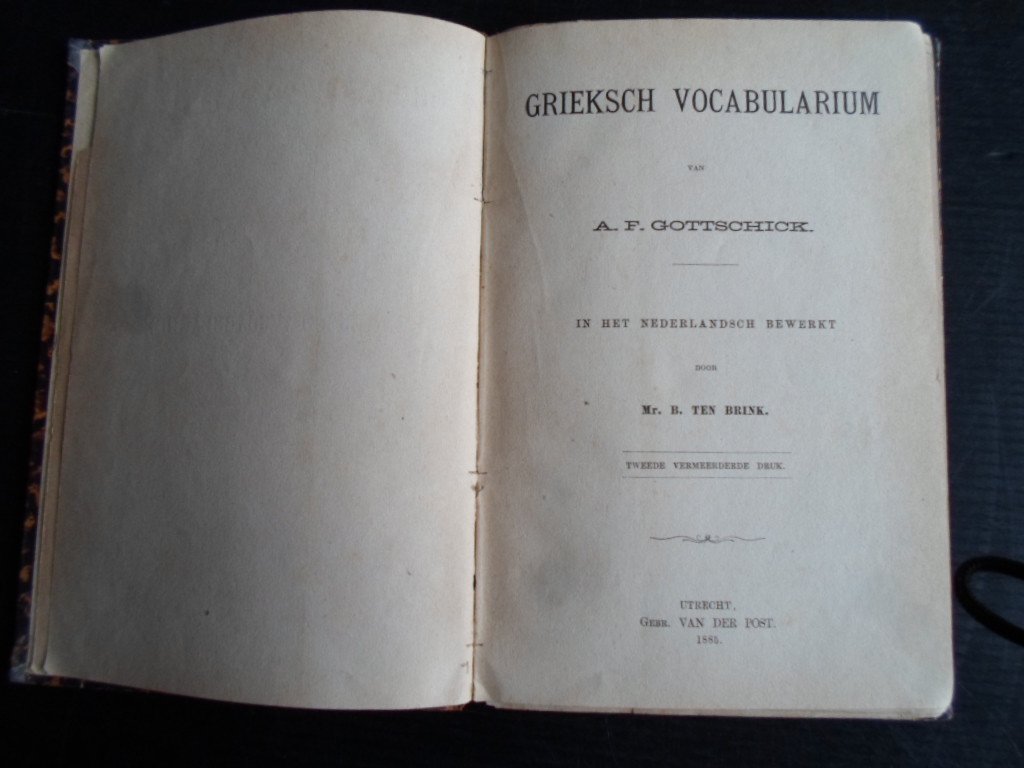 GRIEKSCH VOCABULARIUM
VAN
A. F. GOTTSCHICK.
IN HET NEDERLANDSCH BEWERKT
DOOR
Mr. B. TEN BRINK.
TWEEDE VERMEERDERDE DRUK.
UTRECHT,
GEBR. VAN DER POST.
1885.